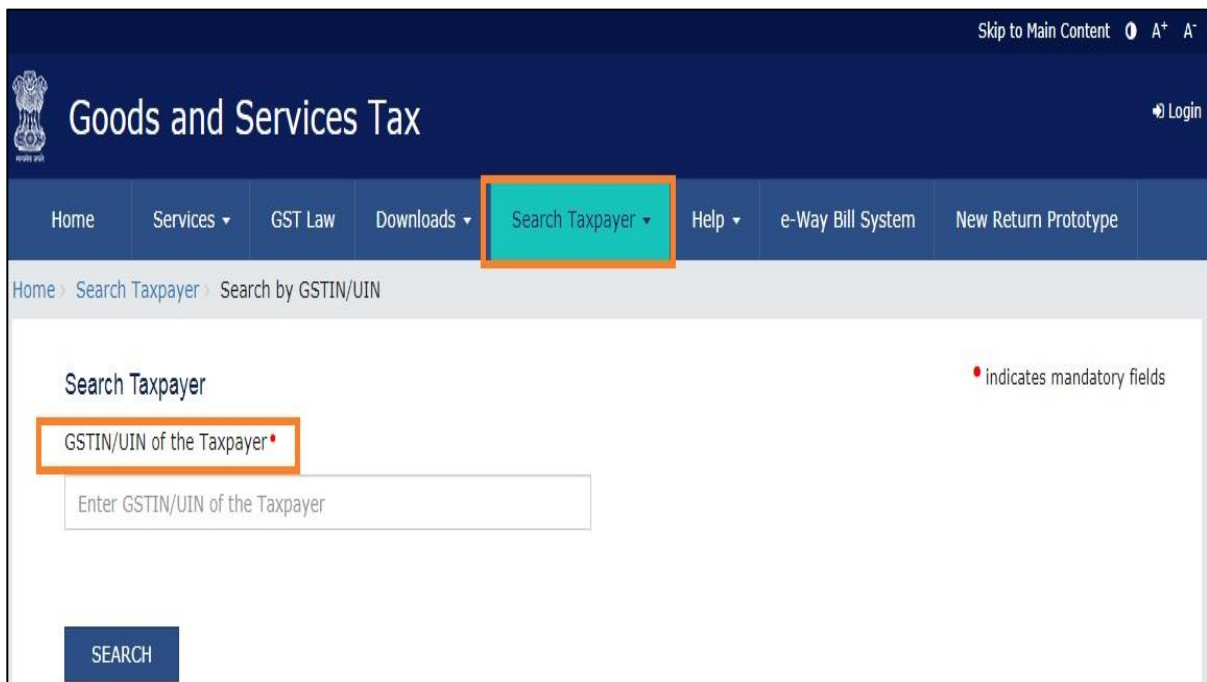 Skip to Main Content A+ A-
Goods and Services Tax
Login
Home Services GST Law Downloads Search Taxpayer Help e-Way Bill System New Return Prototype
Home › Search Taxpayer › Search by GSTIN/UIN
Search Taxpayer
• indicates mandatory fields
GSTIN/UIN of the Taxpayer•
Enter GSTIN/UIN of the Taxpayer
SEARCH